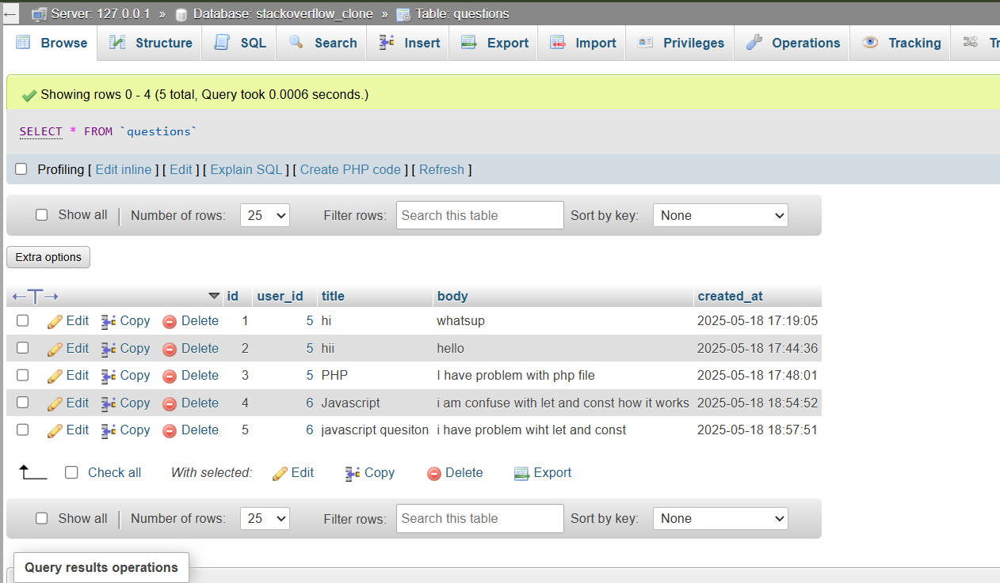 Server: 127.0.0.1 » Database: stackoverflow_clone » Table: questions
Browse Structure SQL Search Insert Export Import Privileges Operations Tracking Tr
Showing rows 0 - 4 (5 total, Query took 0.0006 seconds.)
SELECT * FROM `questions`
Profiling [ Edit inline ] [ Edit ] [ Explain SQL ] [ Create PHP code ] [ Refresh ]
Show all | Number of rows: 25 Filter rows: Search this table Sort by key: None
Extra options
←T→ id user_id title body created_at
Edit Copy Delete 1 5 hi whatsup 2025-05-18 17:19:05
Edit Copy Delete 2 5 hii hello 2025-05-18 17:44:36
Edit Copy Delete 3 5 PHP I have problem with php file 2025-05-18 17:48:01
Edit Copy Delete 4 6 Javascript i am confuse with let and const how it works 2025-05-18 18:54:52
Edit Copy Delete 5 6 javascript quesiton i have problem wiht let and const 2025-05-18 18:57:51
Check all With selected: Edit Copy Delete Export
Show all | Number of rows: 25 Filter rows: Search this table Sort by key: None
Query results operations